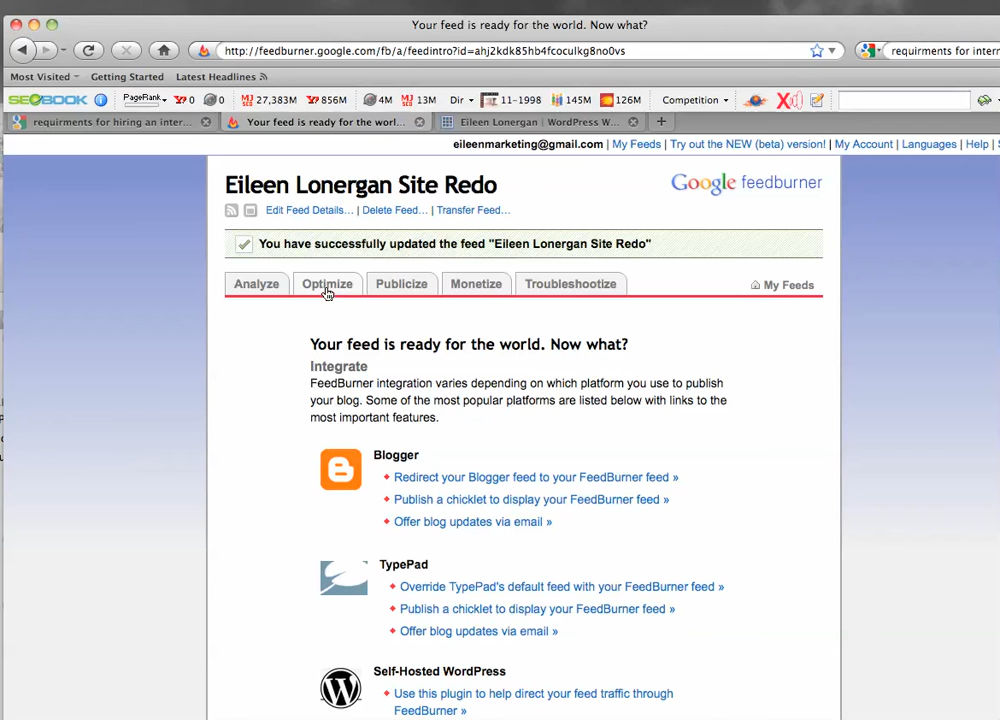 Your feed is ready for the world. Now what?
http://feedburner.google.com/fb/a/feedintro?id=ahj2kdk85hb4fcoculkg8no0vs
requirments for intern
Most Visited Getting Started Latest Headlines
SEOBOOK PageRank 0 0 27,383M 856M 4M 13M Dir 11-1998 145M 126M Competition
requirments for hiring an inter... Your feed is ready for the worl... Eileen Lonergan | WordPress W...
eileenmarketing@gmail.com | My Feeds | Try out the NEW (beta) version! | My Account | Languages | Help |
Eileen Lonergan Site Redo
Google feedburner
Edit Feed Details... | Delete Feed... | Transfer Feed...
You have successfully updated the feed "Eileen Lonergan Site Redo"
Analyze Optimize Publicize Monetize Troubleshootize My Feeds
Your feed is ready for the world. Now what?
Integrate
FeedBurner integration varies depending on which platform you use to publish
your blog. Some of the most popular platforms are listed below with links to the
most important features.
Blogger
Redirect your Blogger feed to your FeedBurner feed »
Publish a chicklet to display your FeedBurner feed »
Offer blog updates via email »
TypePad
Override TypePad's default feed with your FeedBurner feed »
Publish a chicklet to display your FeedBurner feed »
Offer blog updates via email »
Self-Hosted WordPress
Use this plugin to help direct your feed traffic through
FeedBurner »